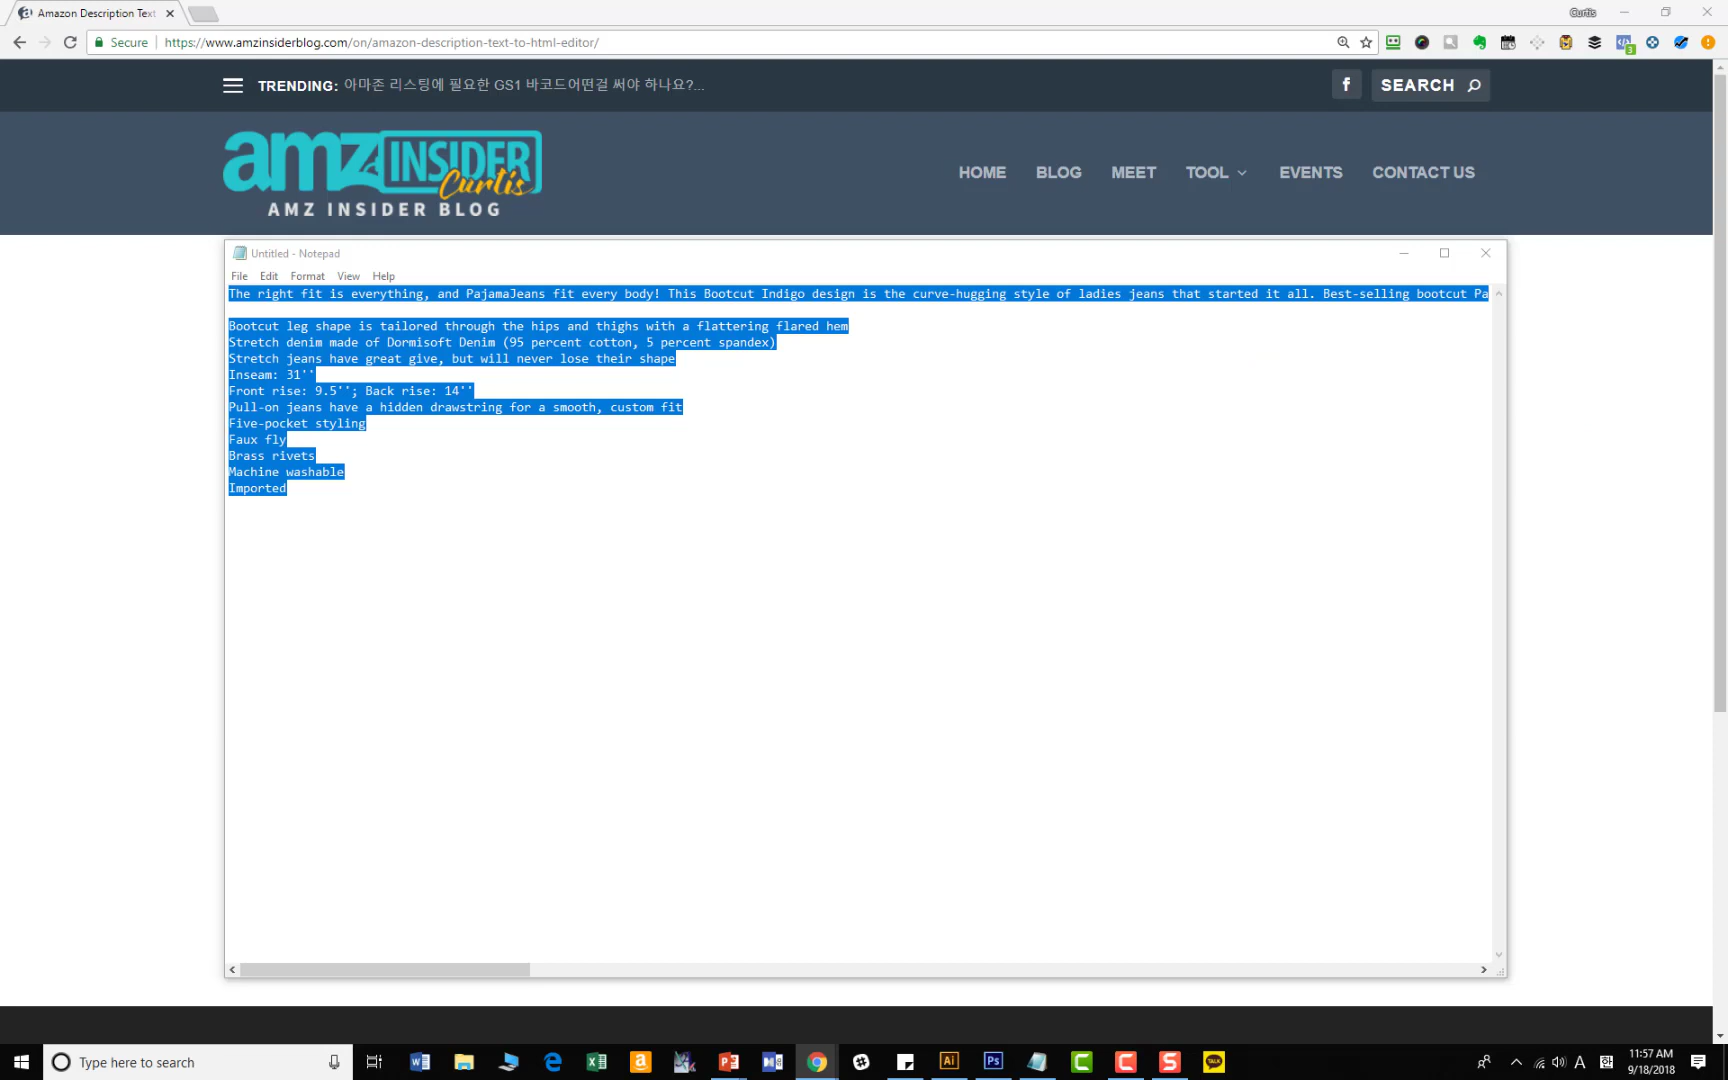 Amazon Description Text
Curtis
Secure
https://www.amzinsiderblog.com/on/amazon-description-text-to-html-editor/
3
TRENDING: 아마존 리스팅에 필요한 GS1 바코드어떤걸 써야 하나요?...
f
SEARCH
amz INSIDER
Curtis
AMZ INSIDER BLOG
HOME
BLOG
MEET
TOOL
EVENTS
CONTACT US
Untitled - Notepad
File
Edit
Format
View
Help
The right fit is everything, and PajamaJeans fit every body! This Bootcut Indigo design is the curve-hugging style of ladies jeans that started it all. Best-selling bootcut Pa
Bootcut leg shape is tailored through the hips and thighs with a flattering flared hem
Stretch denim made of Dormisoft Denim (95 percent cotton, 5 percent spandex)
Stretch jeans have great give, but will never lose their shape
Inseam: 31''
Front rise: 9.5''; Back rise: 14''
Pull-on jeans have a hidden drawstring for a smooth, custom fit
Five-pocket styling
Faux fly
Brass rivets
Machine washable
Imported
Type here to search
Ai
Ps
TALK
A
11:57 AM
9/18/2018